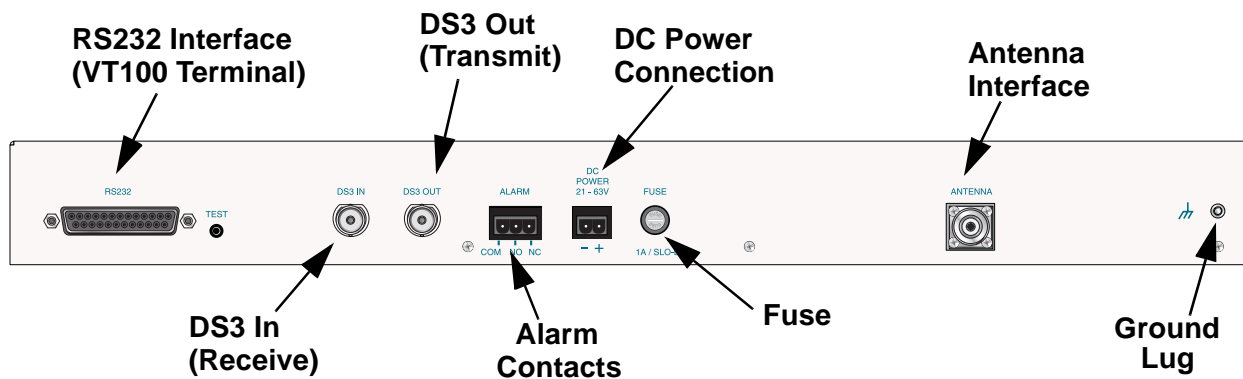 RS232 Interface
(VT100 Terminal)
DS3 Out
(Transmit)
DC Power
Connection
Antenna
Interface
RS232
TEST
DS3 IN
DS3 OUT
ALARM
COM NO NC
DC
POWER
21 - 63V
– +
FUSE
1A / SLO-
ANTENNA
DS3 In
(Receive)
Alarm
Contacts
Fuse
Ground
Lug